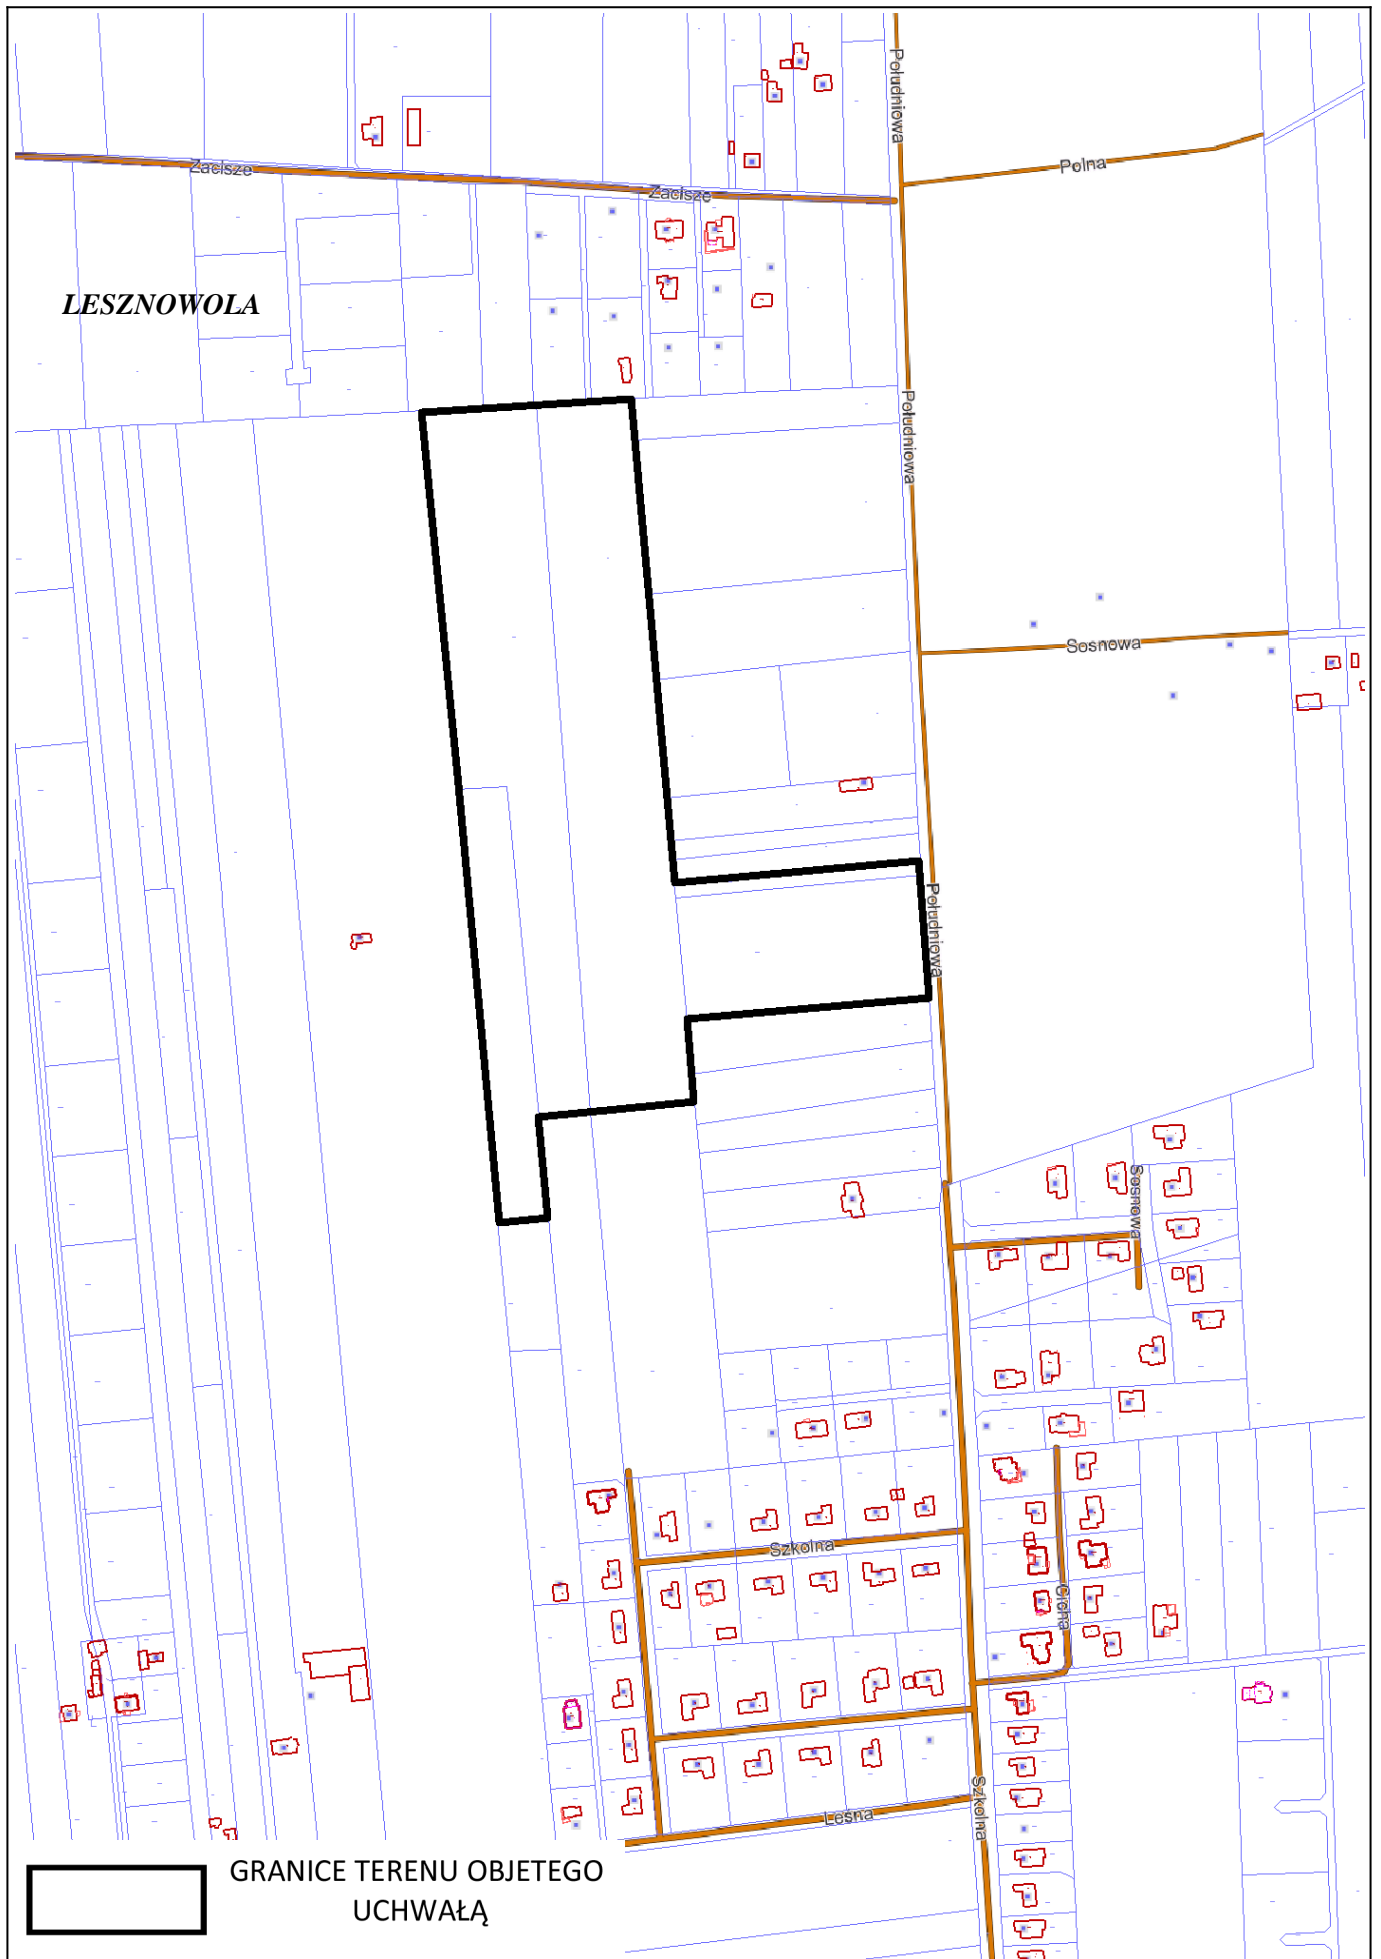 Południowa
Zacisze
Polna
Zacisze
LESZNOWOLA
Południowa
Sosnowa
Południowa
Sosnowa
Szkolna
Cicha
Szkolna
Leśna
GRANICE TERENU OBJETEGO
UCHWAŁĄ